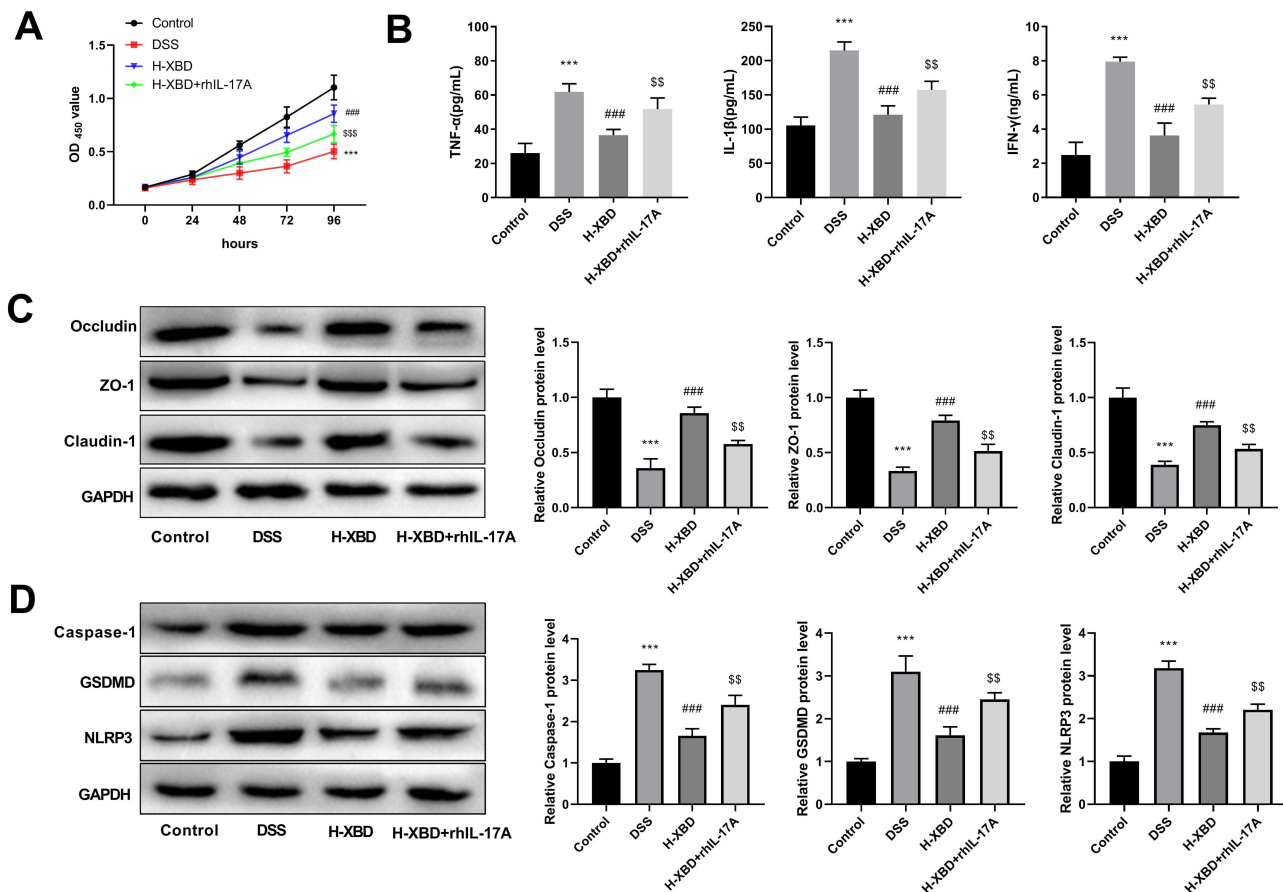 A
Control
DSS
H-XBD
H-XBD+rhIL-17A
OD 450 value
1.5
1.0
0.5
0.0
0 24 48 72 96
hours
###
$$$
***
B
TNF-α(pg/mL)
80
60
40
20
0
***
###
$$
Control DSS H-XBD H-XBD+rhIL-17A
IL-1β(pg/mL)
250
200
150
100
50
0
***
###
$$
Control DSS H-XBD H-XBD+rhIL-17A
IFN-γ(ng/mL)
10
8
6
4
2
0
***
###
$$
Control DSS H-XBD H-XBD+rhIL-17A
C
Occludin
ZO-1
Claudin-1
GAPDH
Control DSS H-XBD H-XBD+rhIL-17A
Relative Occludin protein level
1.5
1.0
0.5
0.0
***
###
$$
Control DSS H-XBD H-XBD+rhIL-17A
Relative ZO-1 protein level
1.5
1.0
0.5
0.0
***
###
$$
Control DSS H-XBD H-XBD+rhIL-17A
Relative Claudin-1 protein level
1.5
1.0
0.5
0.0
***
###
$$
Control DSS H-XBD H-XBD+rhIL-17A
D
Caspase-1
GSDMD
NLRP3
GAPDH
Control DSS H-XBD H-XBD+rhIL-17A
Relative Caspase-1 protein level
4
3
2
1
0
***
###
$$
Control DSS H-XBD H-XBD+rhIL-17A
Relative GSDMD protein level
4
3
2
1
0
***
###
$$
Control DSS H-XBD H-XBD+rhIL-17A
Relative NLRP3 protein level
4
3
2
1
0
***
###
$$
Control DSS H-XBD H-XBD+rhIL-17A